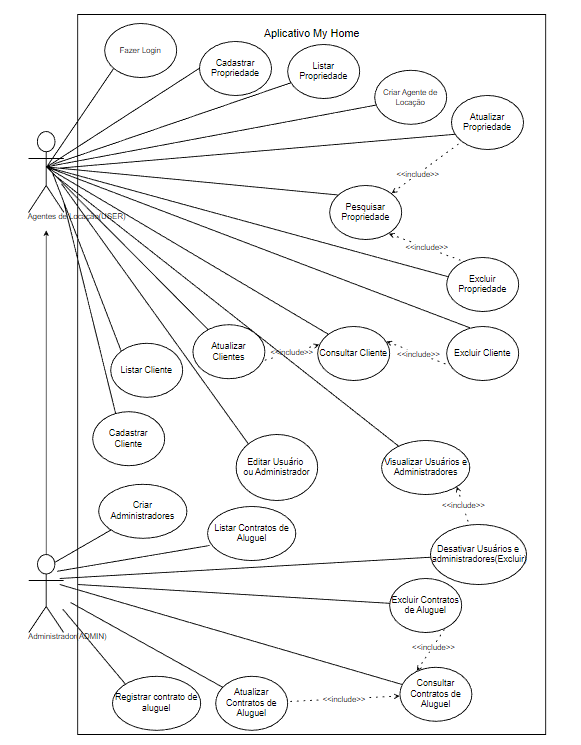 Aplicativo My Home
Fazer Login
Cadastrar
Propriedade
Listar
Propriedade
Criar Agente de
Locação
Atualizar
Propriedade
<<include>>
Pesquisar
Propriedade
Agentes de Locação(USER)
<<include>>
Excluir
Propriedade
Atualizar
Clientes
<<include>>
Consultar Cliente
<<include>>
Excluir Cliente
Listar Cliente
Cadastrar
Cliente
Editar Usuário
ou Administrador
Visualizar Usuários e
Administradores
<<include>>
Criar
Administradores
Listar Contratos de
Aluguel
Desativar Usuários e
administradores(Excluir)
Excluir Contratos
de Aluguel
Administrador(ADMIN)
<<include>>
Registrar contrato de
aluguel
Atualizar
Contratos de
Aluguel
<<include>>
Consultar
Contratos de
Aluguel